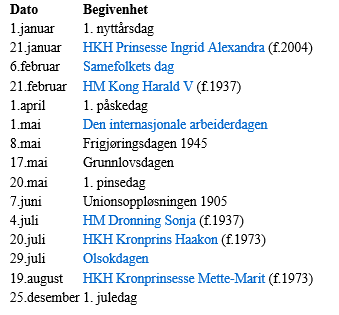 Dato Begivenhet
1.januar 1. nyttårsdag
21.januar HKH Prinsesse Ingrid Alexandra (f.2004)
6.februar Samefolkets dag
21.februar HM Kong Harald V (f.1937)
1.april 1. påskedag
1.mai Den internasjonale arbeiderdagen
8.mai Frigjøringsdagen 1945
17.mai Grunnlovsdagen
20.mai 1. pinsedag
7.juni Unionsoppløsningen 1905
4.juli HM Dronning Sonja (f.1937)
20.juli HKH Kronprins Haakon (f.1973)
29.juli Olsokdagen
19.august HKH Kronprinsesse Mette-Marit (f.1973)
25.desember 1. juledag